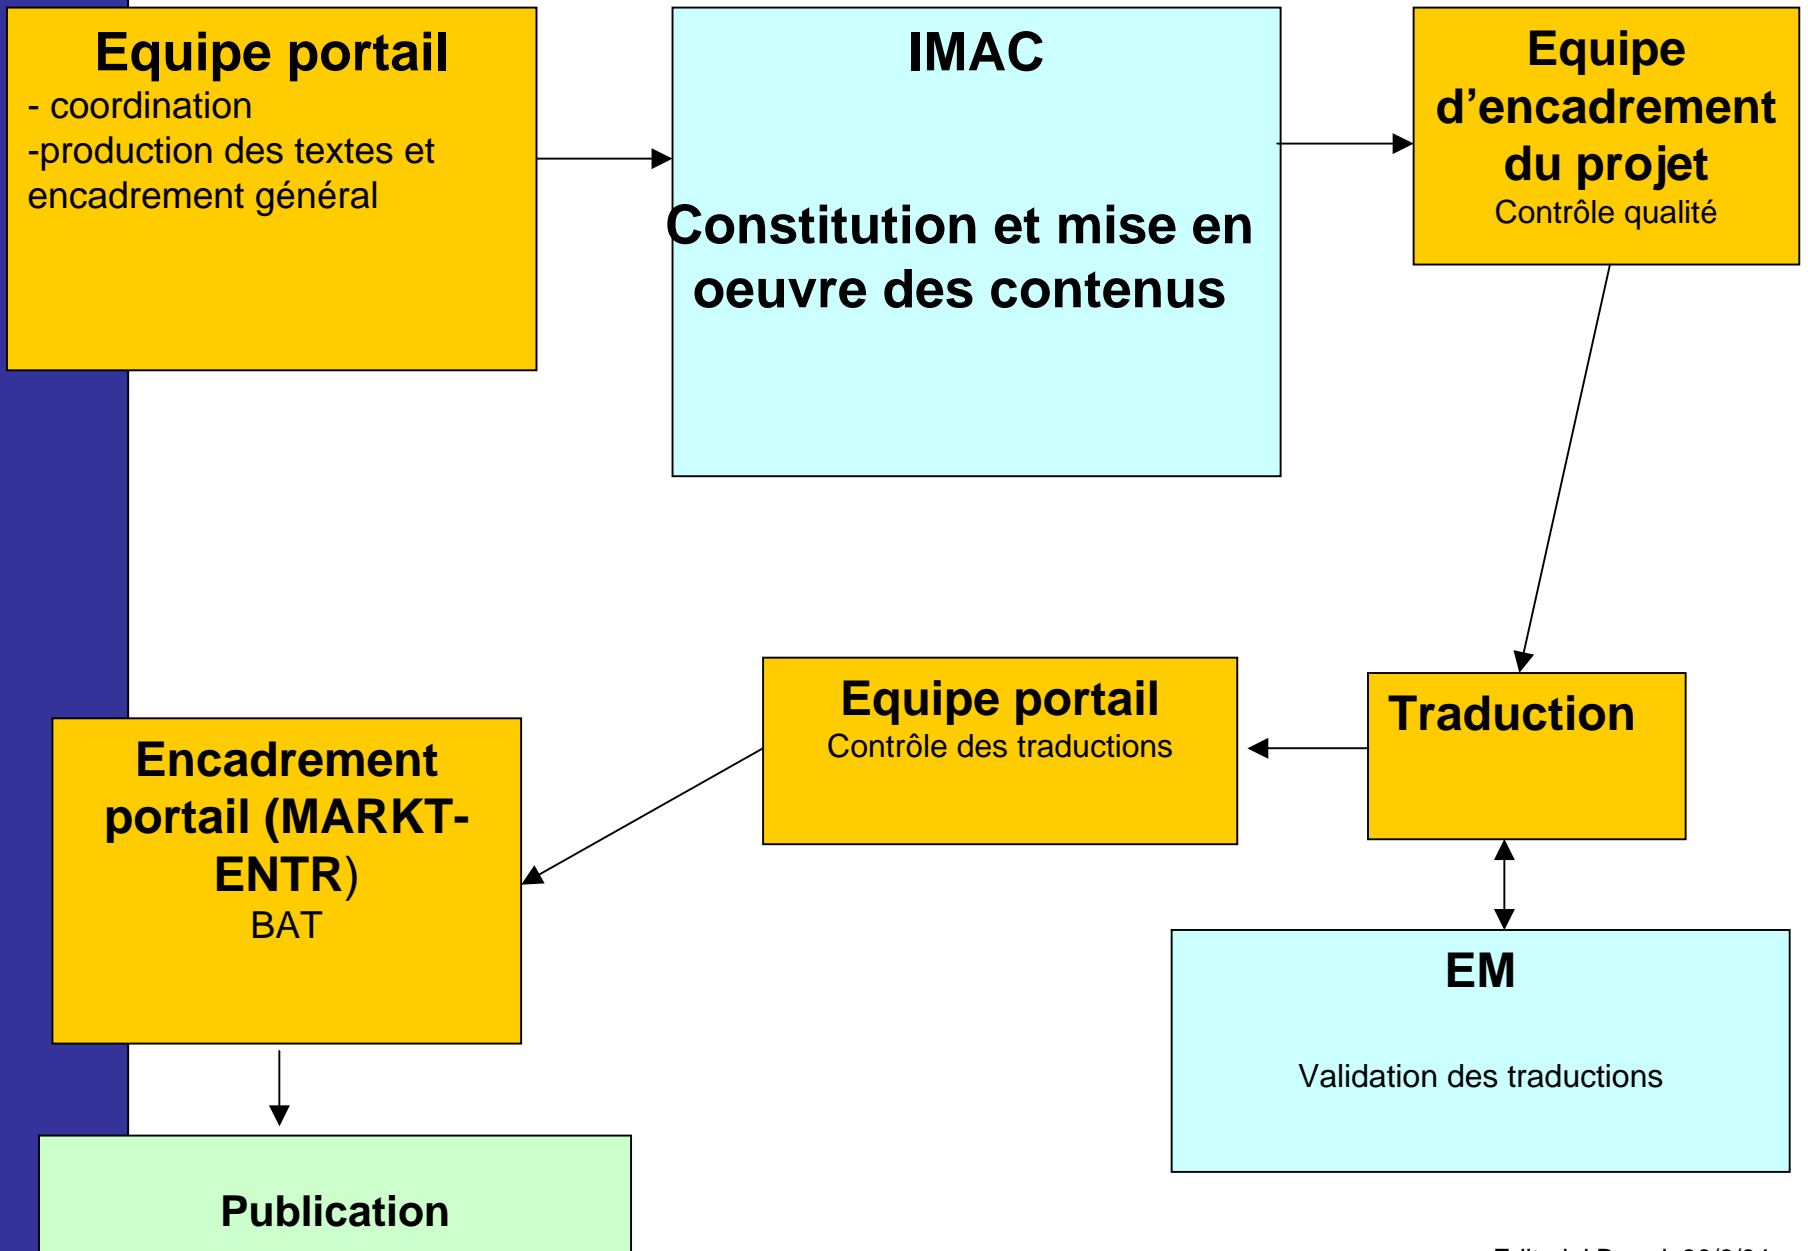 Equipe portail
- coordination
-production des textes et
encadrement général
IMAC
Constitution et mise en
oeuvre des contenus
Equipe
d’encadrement
du projet
Contrôle qualité
Traduction
Equipe portail
Contrôle des traductions
Encadrement
portail (MARKT-
ENTR)
BAT
EM
Validation des traductions
Publication